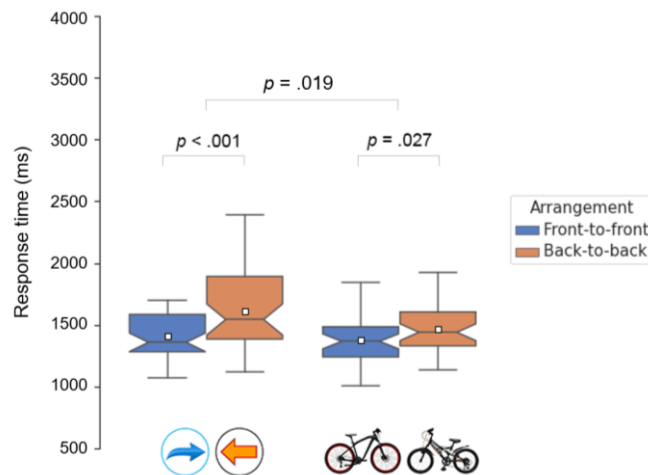 4000
3500
3000
2500
2000
1500
1000
500
Response time (ms)
p = .019
p < .001
p = .027
Arrangement
Front-to-front
Back-to-back